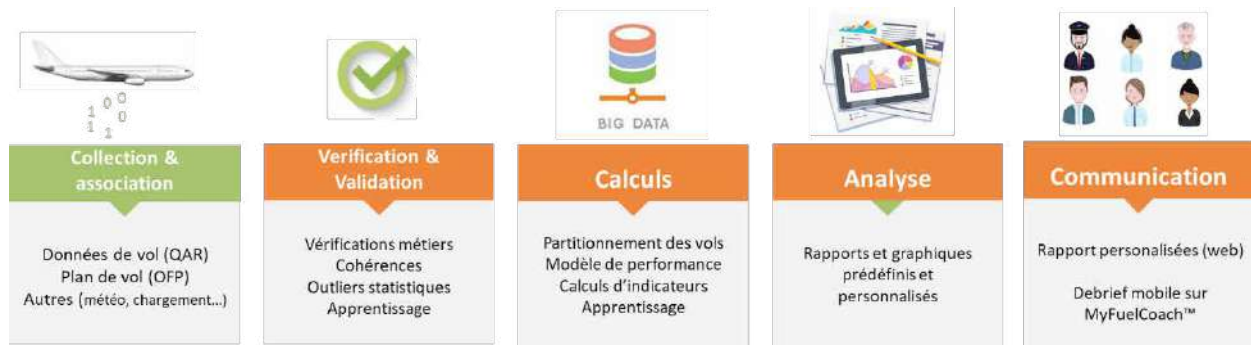 1 0 0
1 0
1 1
BIG DATA
Collection &
association
Données de vol (QAR)
Plan de vol (OFP)
Autres (météo, chargement...)
Verification &
Validation
Vérifications métiers
Cohérences
Outliers statistiques
Apprentissage
Calculs
Partitionnement des vols
Modèle de performance
Calculs d'indicateurs
Apprentissage
Analyse
Rapports et graphiques
prédéfinis et
personnalisés
Communication
Rapport personalisées (web)
Debrief mobile sur
MyFuelCoach™